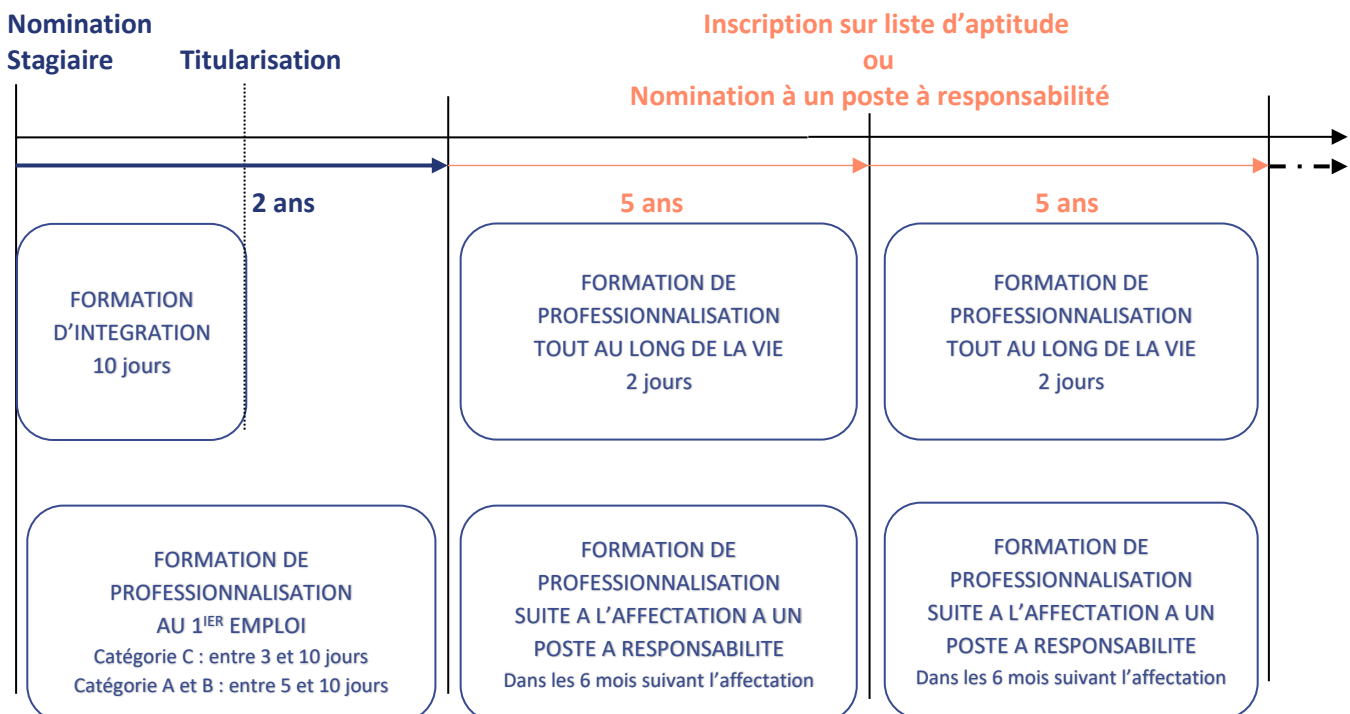 Nomination
Stagiaire
Titularisation
Inscription sur liste d’aptitude
ou
Nomination à un poste à responsabilité
2 ans
5 ans
5 ans
FORMATION
D’INTEGRATION
10 jours
FORMATION DE
PROFESSIONNALISATION
TOUT AU LONG DE LA VIE
2 jours
FORMATION DE
PROFESSIONNALISATION
TOUT AU LONG DE LA VIE
2 jours
FORMATION DE
PROFESSIONNALISATION
AU 1IER EMPLOI
Catégorie C : entre 3 et 10 jours
Catégorie A et B : entre 5 et 10 jours
FORMATION DE
PROFESSIONNALISATION
SUITE A L’AFFECTATION A UN
POSTE A RESPONSABILITE
Dans les 6 mois suivant l’affectation
FORMATION DE
PROFESSIONNALISATION
SUITE A L’AFFECTATION A UN
POSTE A RESPONSABILITE
Dans les 6 mois suivant l’affectation